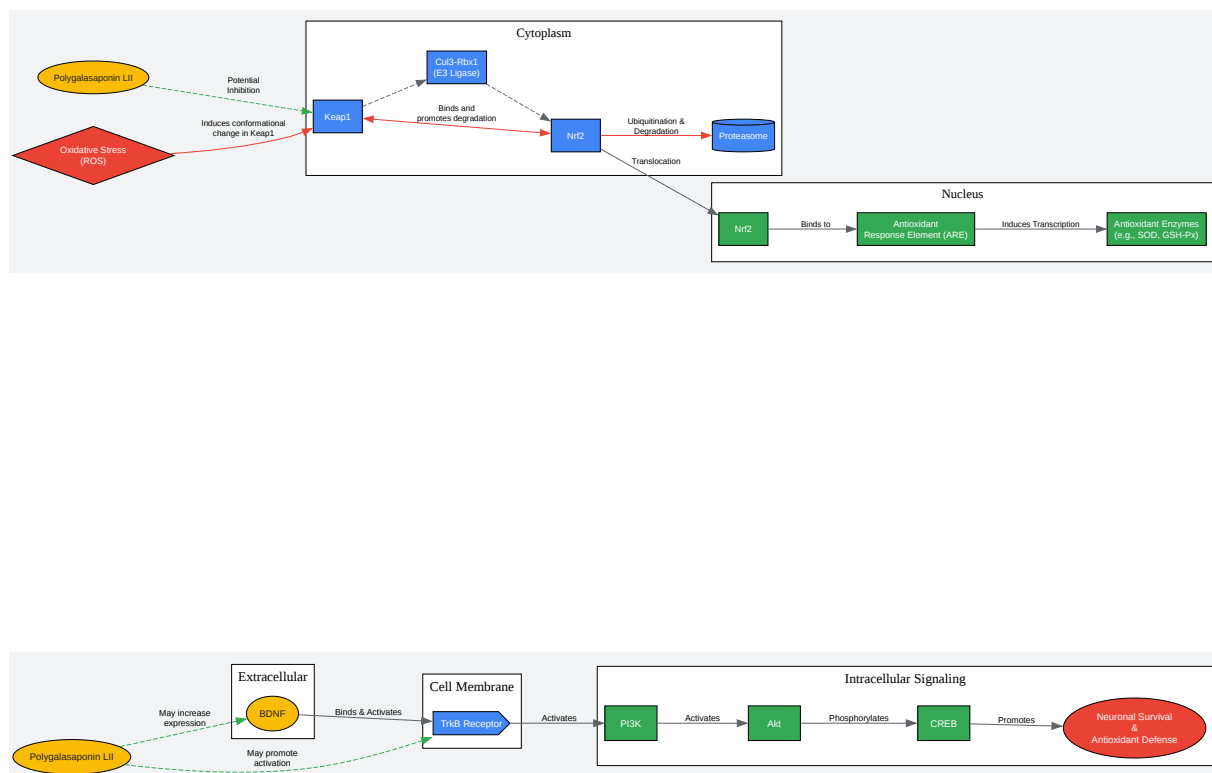 Cytoplasm
Cul3-Rbx1
(E3 Ligase)
Polygalasaponin LII
Potential
Inhibition
Keap1
Binds and
promotes degradation
Induces conformational
change in Keap1
Nrf2
Ubiquitination &
Degradation
Proteasome
Oxidative Stress
(ROS)
Translocation
Nucleus
Nrf2
Binds to
Antioxidant
Response Element (ARE)
Induces Transcription
Antioxidant Enzymes
(e.g., SOD, GSH-Px)
Extracellular
Cell Membrane
Intracellular Signaling
May increase
expression
BDNF
Binds & Activates
TrkB Receptor
Activates
PI3K
Activates
Akt
Phosphorylates
CREB
Promotes
Neuronal Survival
&
Antioxidant Defense
Polygalasaponin LII
May promote
activation